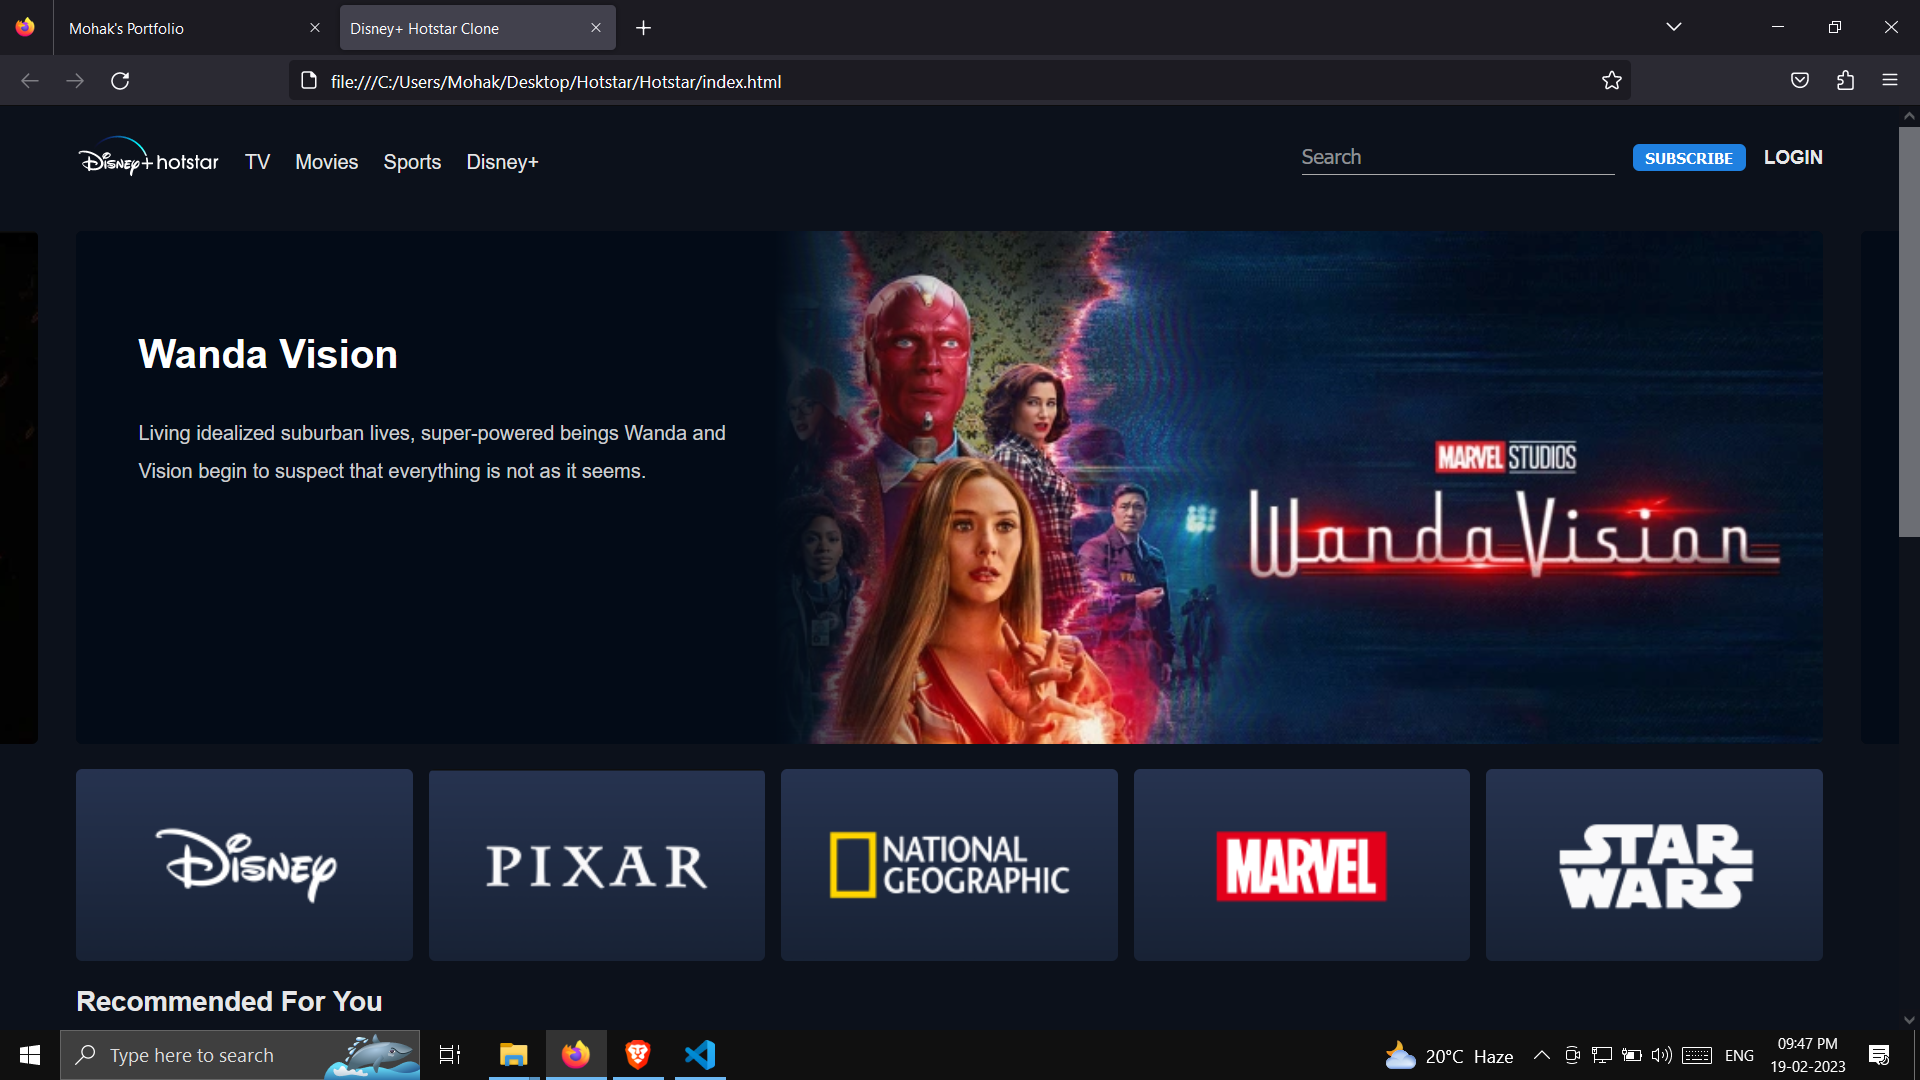 Mohak's Portfolio
Disney+ Hotstar Clone
file:///C:/Users/Mohak/Desktop/Hotstar/Hotstar/index.html
Disney+ hotstar TV Movies Sports Disney+
Search
SUBSCRIBE
LOGIN
Wanda Vision
Living idealized suburban lives, super-powered beings Wanda and
Vision begin to suspect that everything is not as it seems.
MARVEL STUDIOS
WandaVision
DISNEY
PIXAR
NATIONAL
GEOGRAPHIC
MARVEL
STAR
WARS
Recommended For You
Type here to search
20°C Haze
ENG
09:47 PM
19-02-2023